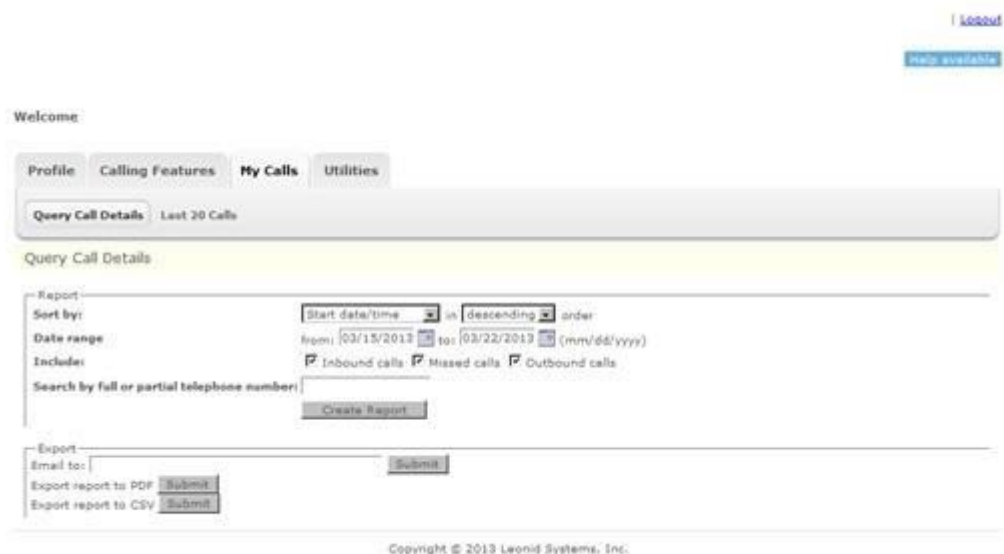 | Logout
Help available
Welcome
Profile Calling Features My Calls Utilities
Query Call Details Last 20 Calls
Query Call Details
Report
Sort by: Start date/time in descending order
Date range from: 03/15/2013 to: 03/22/2013 (mm/dd/yyyy)
Include: Inbound calls Missed calls Outbound calls
Search by full or partial telephone number:
Create Report
Export
Email to: Submit
Export report to PDF Submit
Export report to CSV Submit
Copyright © 2013 Leonid Systems, Inc.